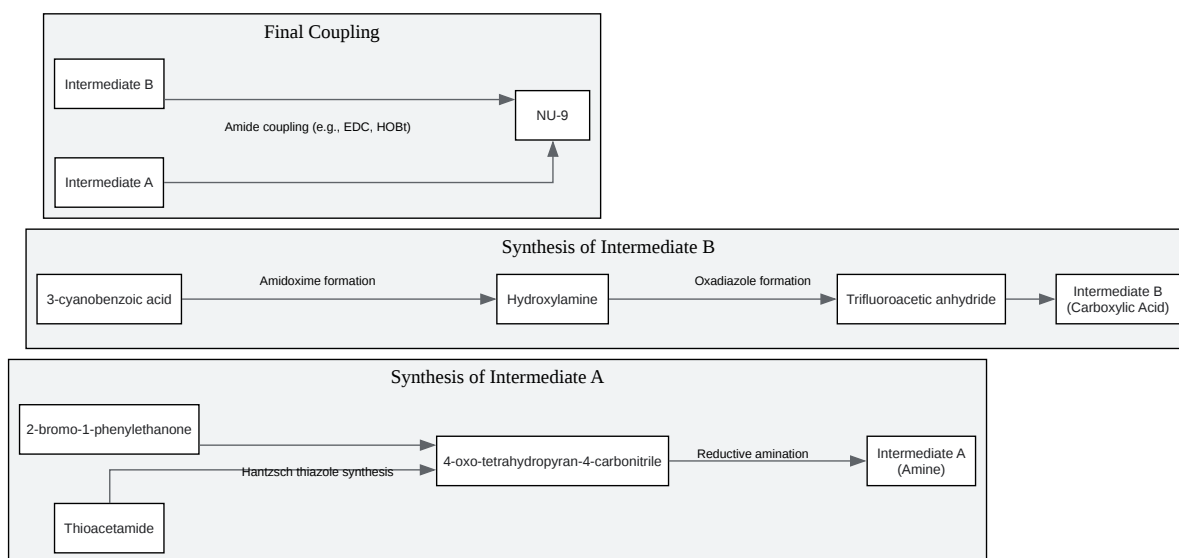 Final Coupling
Intermediate B
NU-9
Amide coupling (e.g., EDC, HOBt)
Intermediate A
Synthesis of Intermediate B
Amidoxime formation
Oxadiazole formation
3-cyanobenzoic acid
Hydroxylamine
Trifluoroacetic anhydride
Intermediate B
(Carboxylic Acid)
Synthesis of Intermediate A
2-bromo-1-phenylethanone
4-oxo-tetrahydropyran-4-carbonitrile
Reductive amination
Intermediate A
(Amine)
Hantzsch thiazole synthesis
Thioacetamide